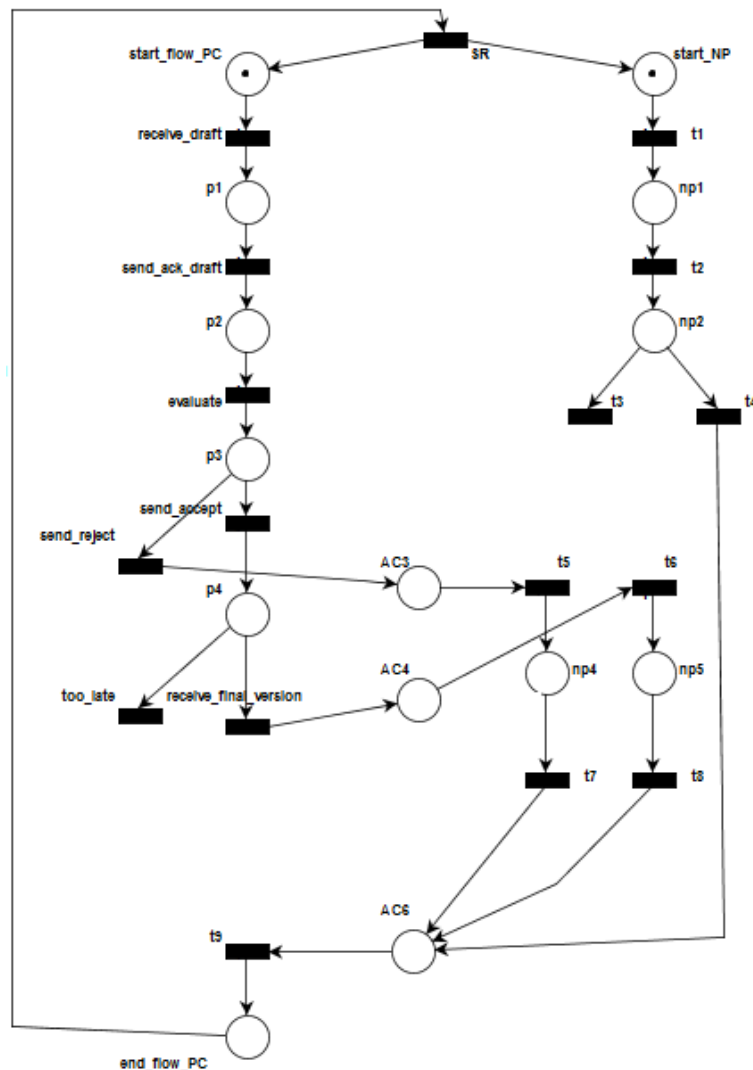 start_flow_PC
SR
start_NP
receive_draft
t1
p1
np1
send_ack_draft
t2
p2
np2
evaluate
t3
t4
p3
send_accept
send_reject
AC3
t5
t6
p4
AC4
np4
np5
too_late
receive_final_version
t7
t8
AC6
t9
end_flow_PC